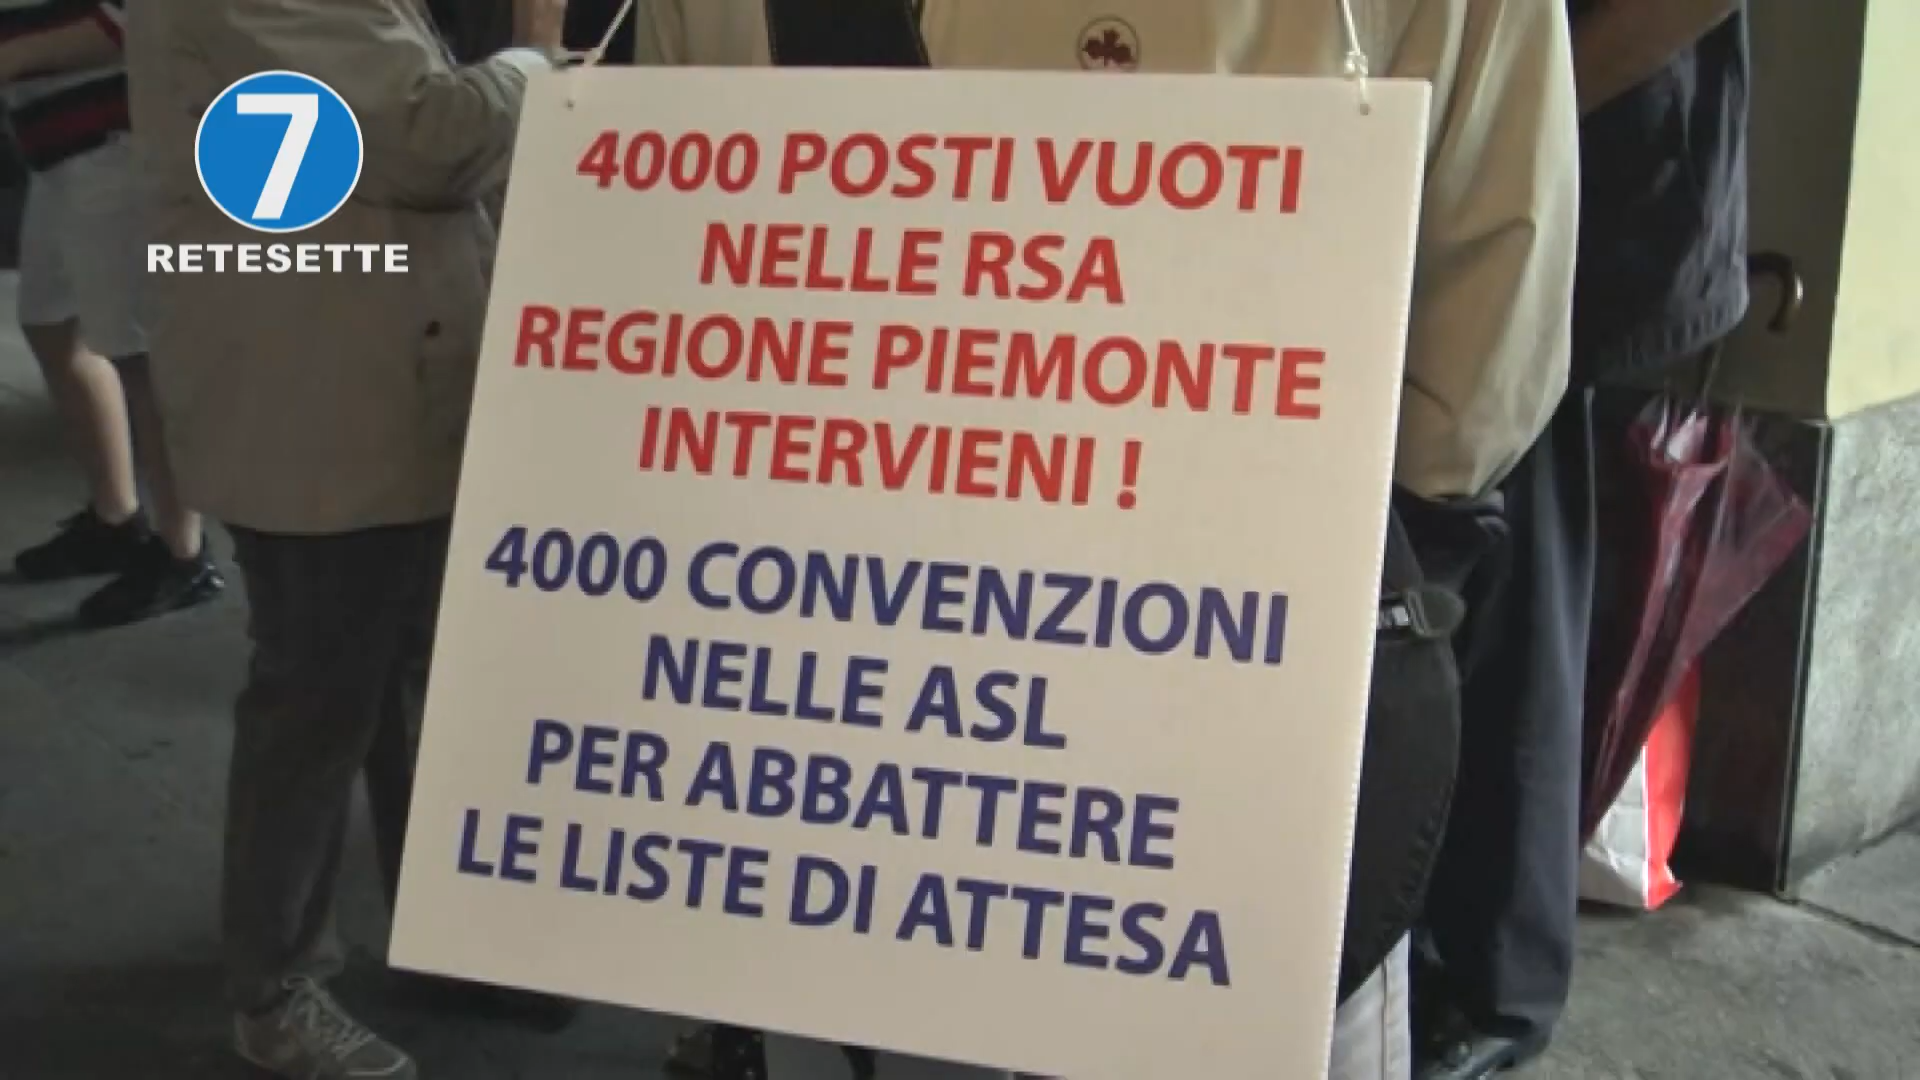 7
RETESETTE
4000 POSTI VUOTI
NELLE RSA
REGIONE PIEMONTE
INTERVIENI !
4000 CONVENZIONI
NELLE ASL
PER ABBATTERE
LE LISTE DI ATTESA